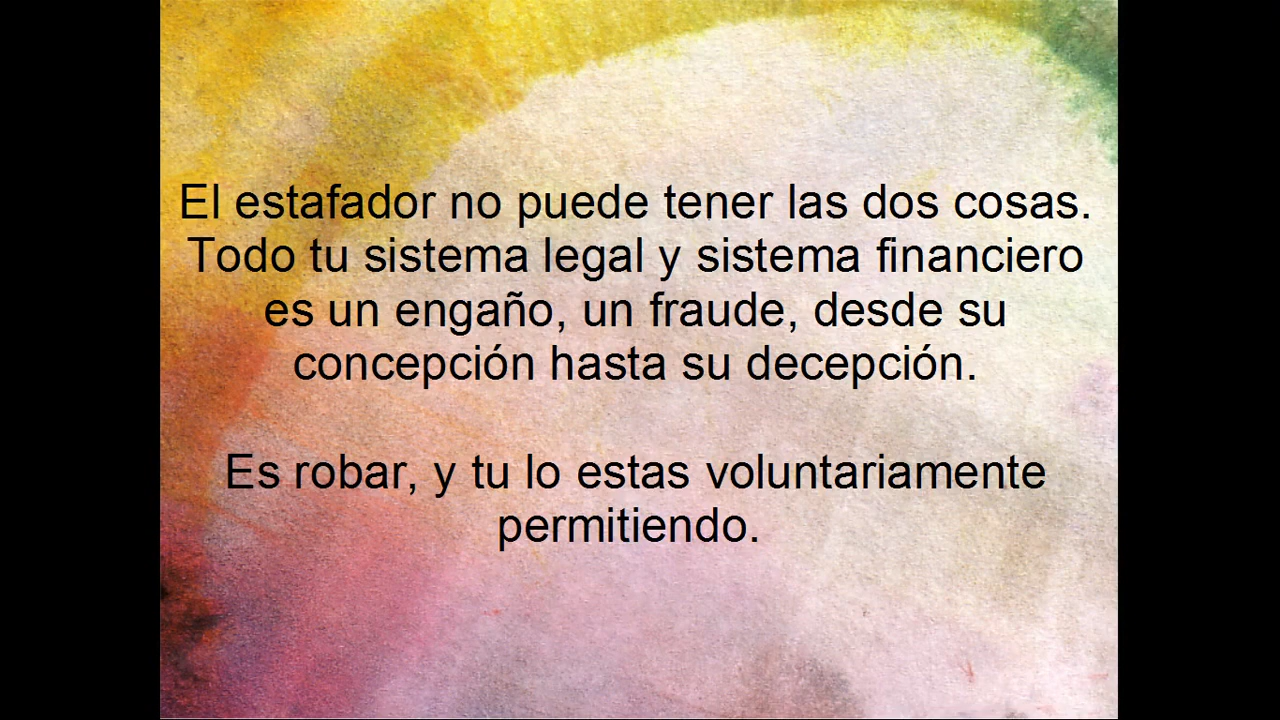 El estafador no puede tener las dos cosas.
Todo tu sistema legal y sistema financiero
es un engaño, un fraude, desde su
concepción hasta su decepción.
Es robar, y tu lo estas voluntariamente
permitiendo.